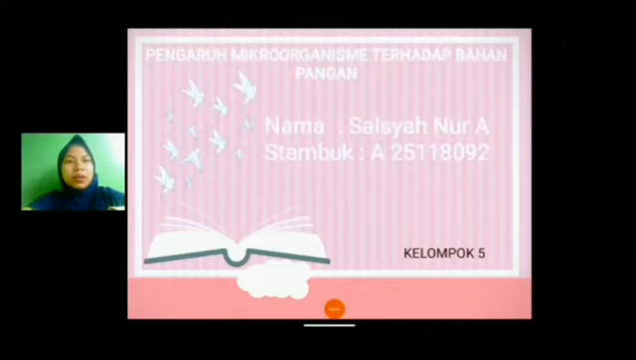 PENGARUH MIKROORGANISME TERHADAP BAHAN
PANGAN
Nama : Salsyah Nur A
Stambuk : A 25118092
KELOMPOK 5